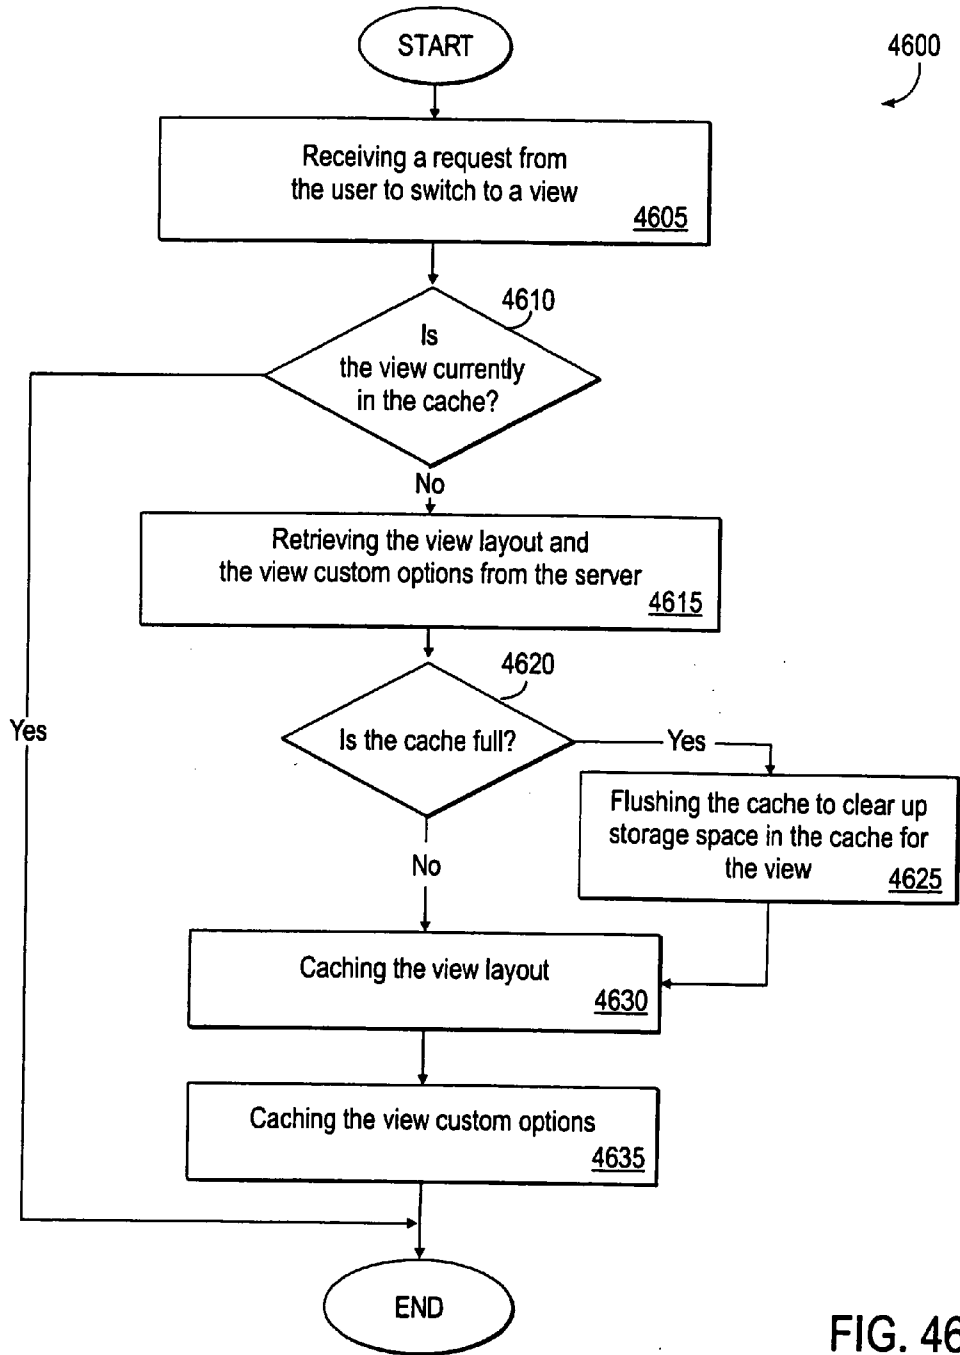 START
4600
Receiving a request from
the user to switch to a view
4605
4610
Is
the view currently
in the cache?
No
Retrieving the view layout and
the view custom options from the server
4615
4620
Yes
Is the cache full?
Yes
Flushing the cache to clear up
storage space in the cache for
the view
4625
No
Caching the view layout
4630
Caching the view custom options
4635
END
FIG. 46